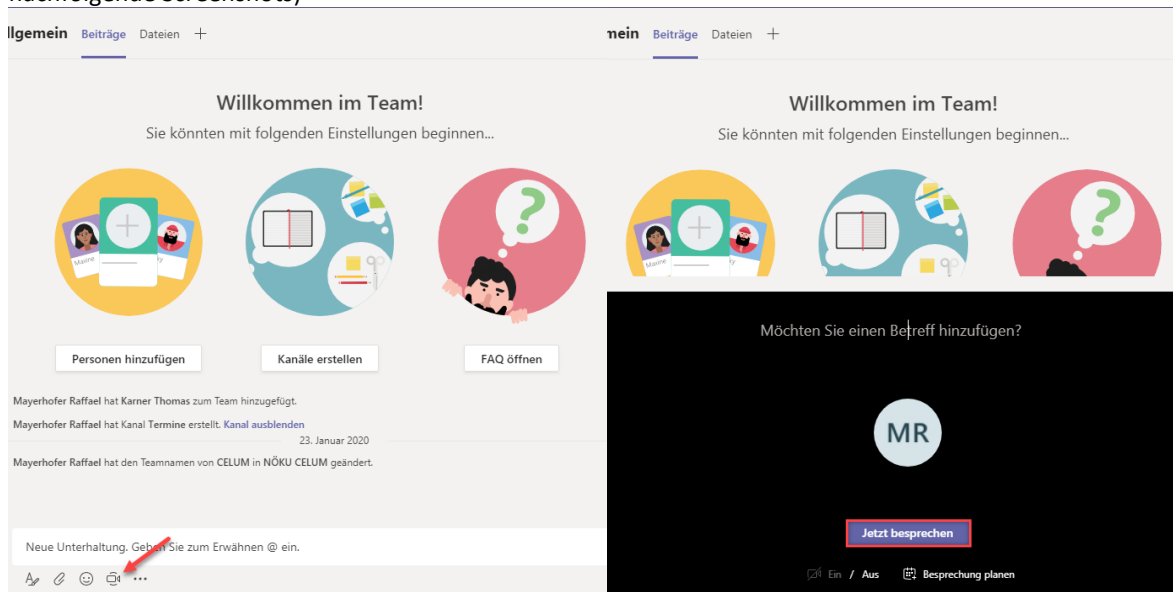 llgemein Beiträge Dateien +
Willkommen im Team!
Sie könnten mit folgenden Einstellungen beginnen...
Maxine
Personen hinzufügen Kanäle erstellen FAQ öffnen
Mayerhofer Raffael hat Karner Thomas zum Team hinzugefügt.
Mayerhofer Raffael hat Kanal Termine erstellt. Kanal ausblenden
23. Januar 2020
Mayerhofer Raffael hat den Teamnamen von CELUM in NÖKU CELUM geändert.
Neue Unterhaltung. Geben Sie zum Erwähnen @ ein.
mein Beiträge Dateien +
Willkommen im Team!
Sie könnten mit folgenden Einstellungen beginnen...
Maxine
Möchten Sie einen Betreff hinzufügen?
MR
Jetzt besprechen
Ein / Aus Besprechung planen